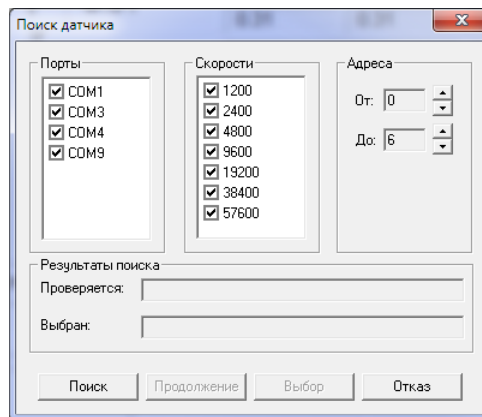 Поиск датчика
Порты
COM1
COM3
COM4
COM9
Скорости
1200
2400
4800
9600
19200
38400
57600
Адреса
От: 0
До: 6
Результаты поиска
Проверяется:
Выбран:
Поиск Продолжение Выбор Отказ